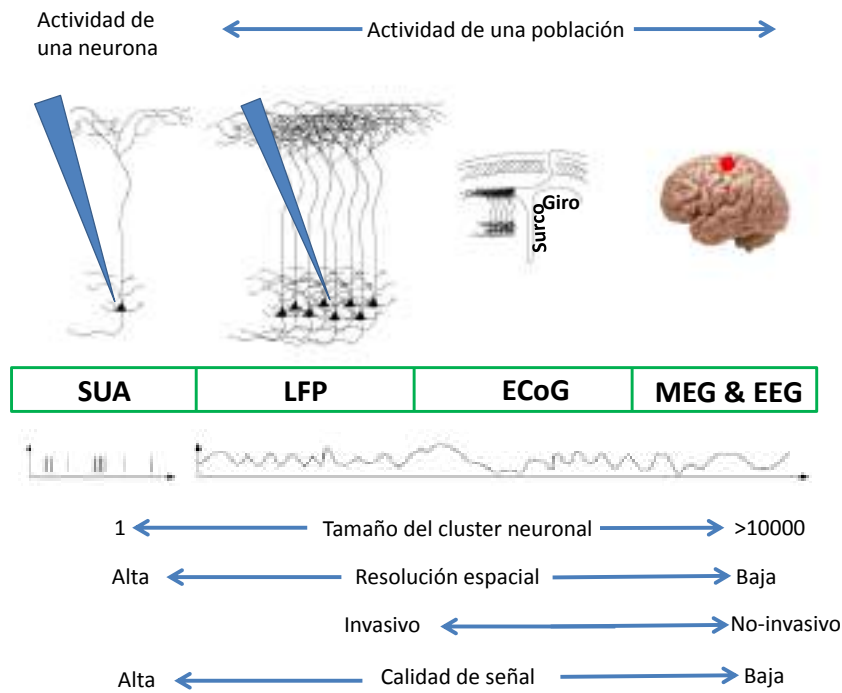 Actividad de
una neurona
Actividad de una población
Surco
Giro
SUA
LFP
ECoG
MEG & EEG
1 Tamaño del cluster neuronal >10000
Alta Resolución espacial Baja
Invasivo No-invasivo
Alta Calidad de señal Baja